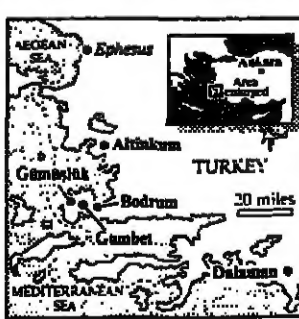 AEGEAN
SEA
Ephesus
Ankara
Area
enlarged
Altinkum
TURKEY
Gümüşlük
Bodrum
20 miles
Gumbet
Dalaman
MEDITERRANEAN
SEA